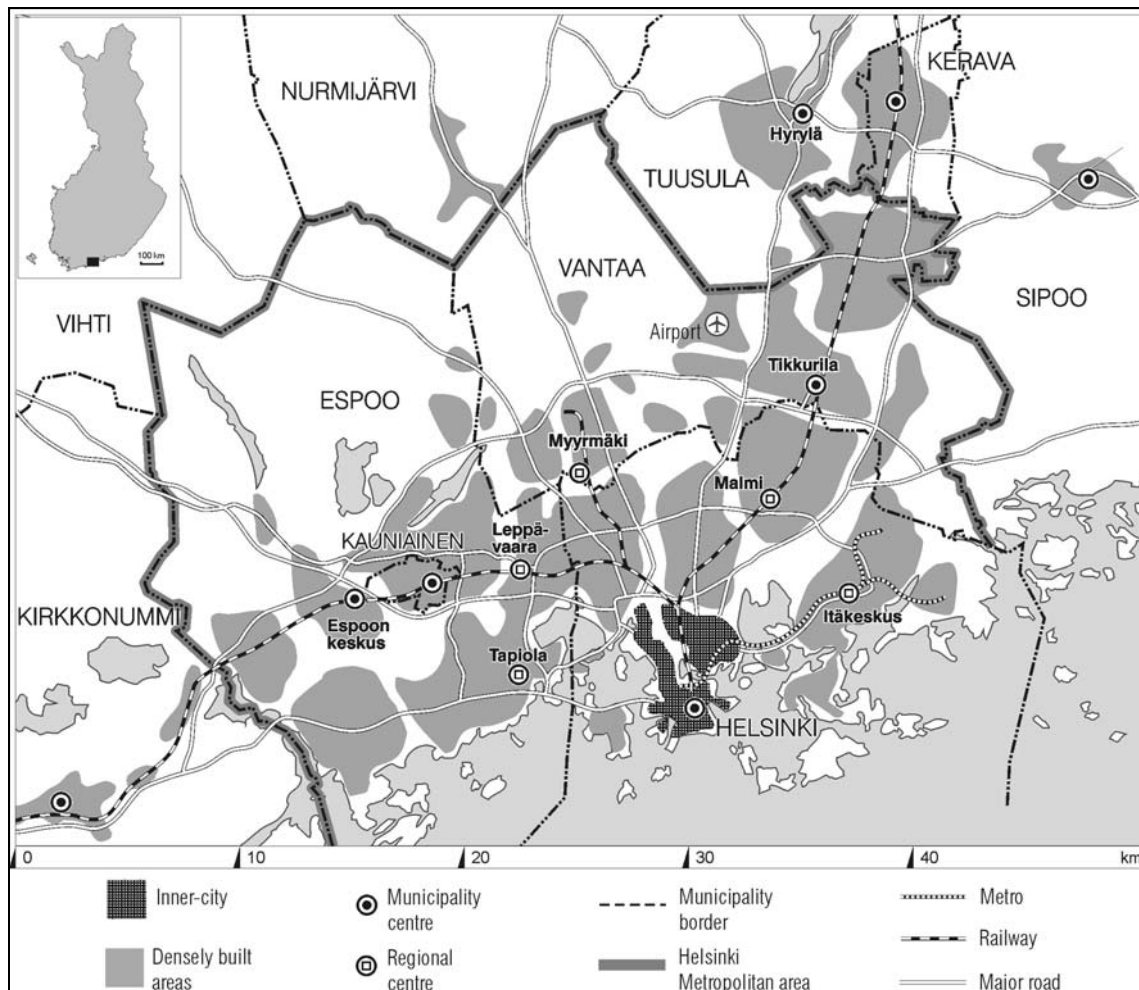 KERAVA
NURMIJÄRVI
Hyrylä
TUUSULA
100 km
VANTAA
SIPOO
VIHTI
Airport
Tikkurila
ESPOO
Myyrmäki
Malmi
Leppä-
vaara
KAUNIAINEN
KIRKKONUMMI
Espoon
keskus
Itäkeskus
Tapiola
HELSINKI
0 10 20 30 40 km
Inner-city
Municipality
centre
Municipality
border
Metro
Railway
Densely built
areas
Regional
centre
Helsinki
Metropolitan area
Major road